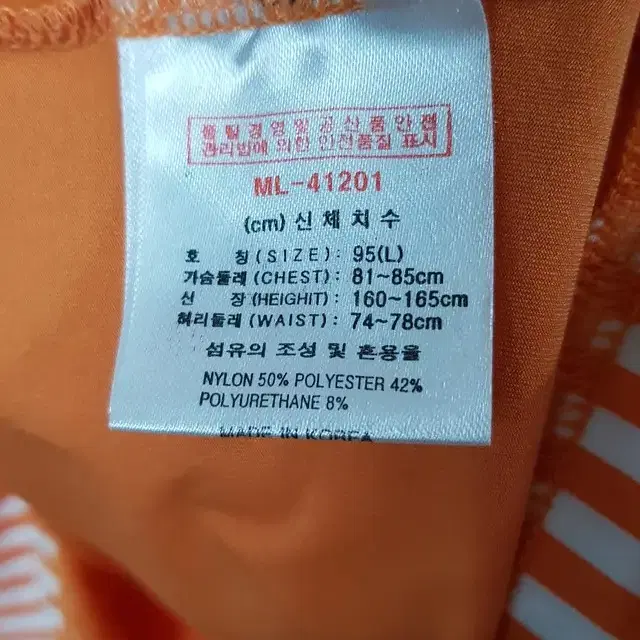 품 질 경 영 및 공 산 품 안 전
관리법에 의한 안전품질 표시
ML-41201
(cm) 신 체 치 수
호 칭 (SIZE): 95(L)
가슴둘레 (CHEST): 81~85cm
신 장 (HEIGHIT): 160~165cm
허리둘레 (WAIST): 74~78cm
섬유의 조성 및 혼용율
NYLON 50% POLYESTER 42%
POLYURETHANE 8%
MADE IN KOREA